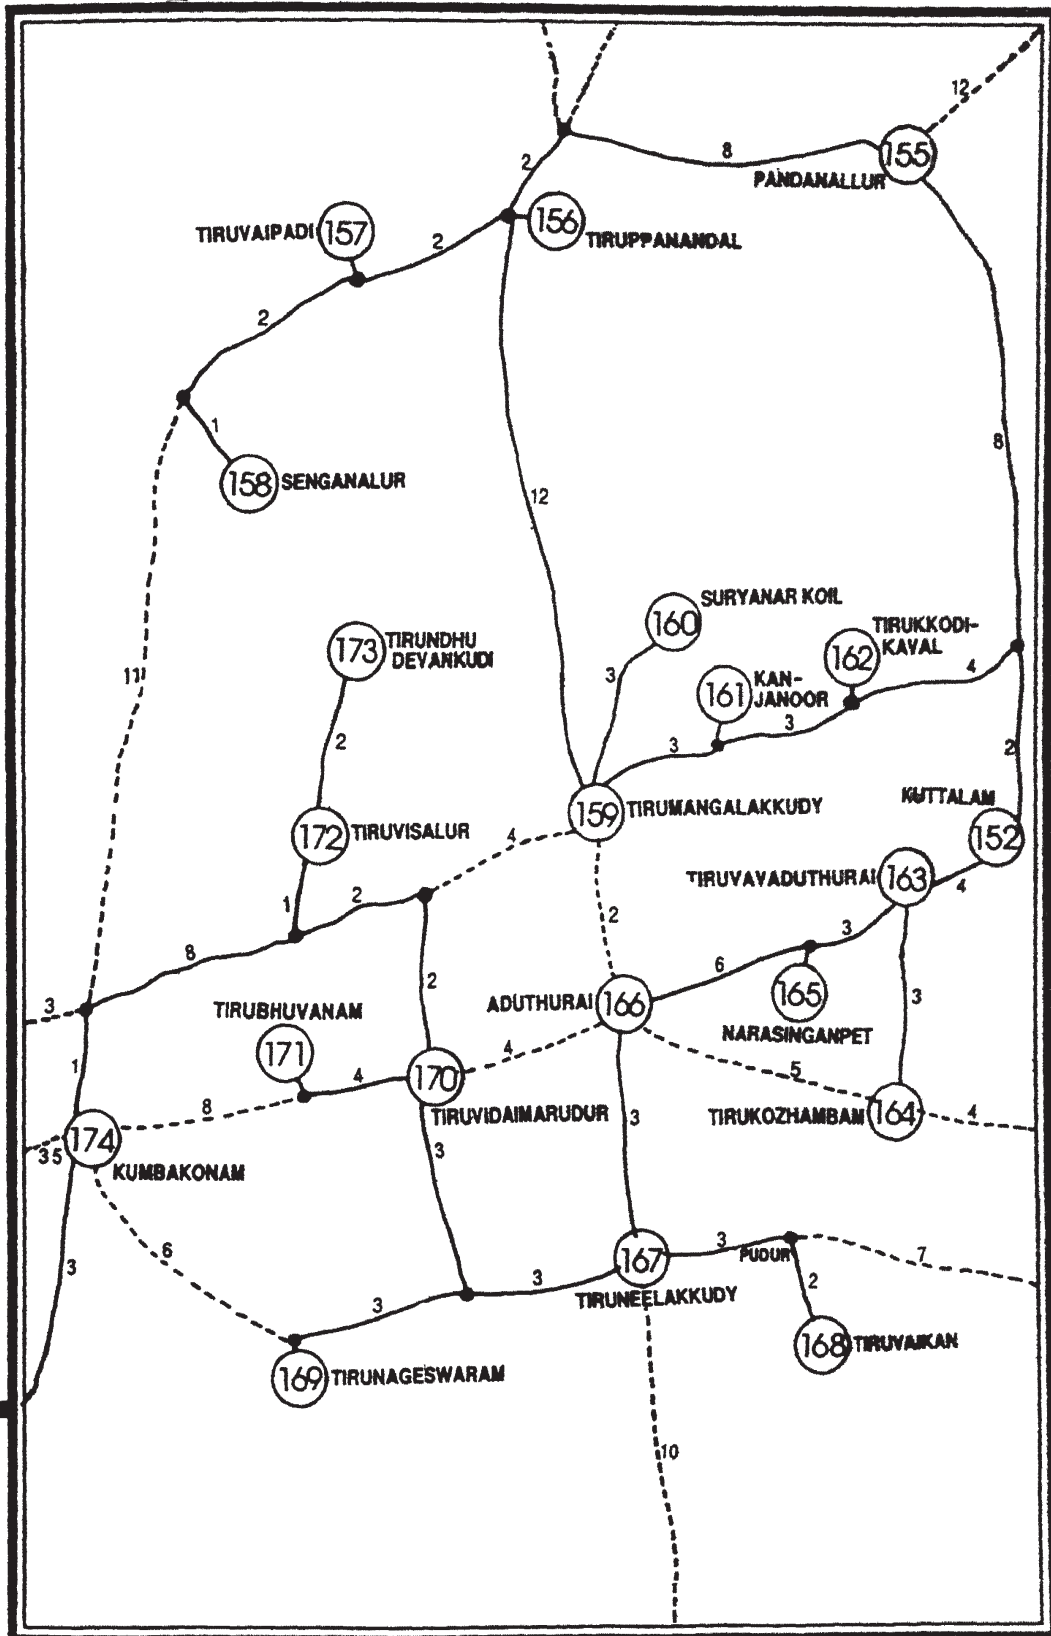 12
8
155
2
PANDANALLUR
156
TIRUVAIPADI 157
2
TIRUPPANANDAL
2
1
8
158 SENGANALUR
12
SURYANAR KOIL
160
TIRUKKODI-
KAVAL
173 TIRUNDHU
DEVANKUDI
162
4
3
161 KAN-
JANOOR
11
3
3
2
2
KUTTALAM
159 TIRUMANGALAKKUDY
172 TIRUVISALUR
4
152
TIRUVAVADUTHURAI 163
4
2
1
2
3
8
6
2
3
3
ADUTHURAI 166
165
TIRUBHUVANAM
NARASINGANPET
171
4
1
5
4
170
8
TIRUVIDAIMARUDUR
3
TIRUKOZHAMBAM 164
4
174
35
KUMBAKONAM
3
3
6
3
PUDUR
7
167
3
2
3
TIRUNEELAKKUDY
168 TIRUVAIKAN
169 TIRUNAGESWARAM
10